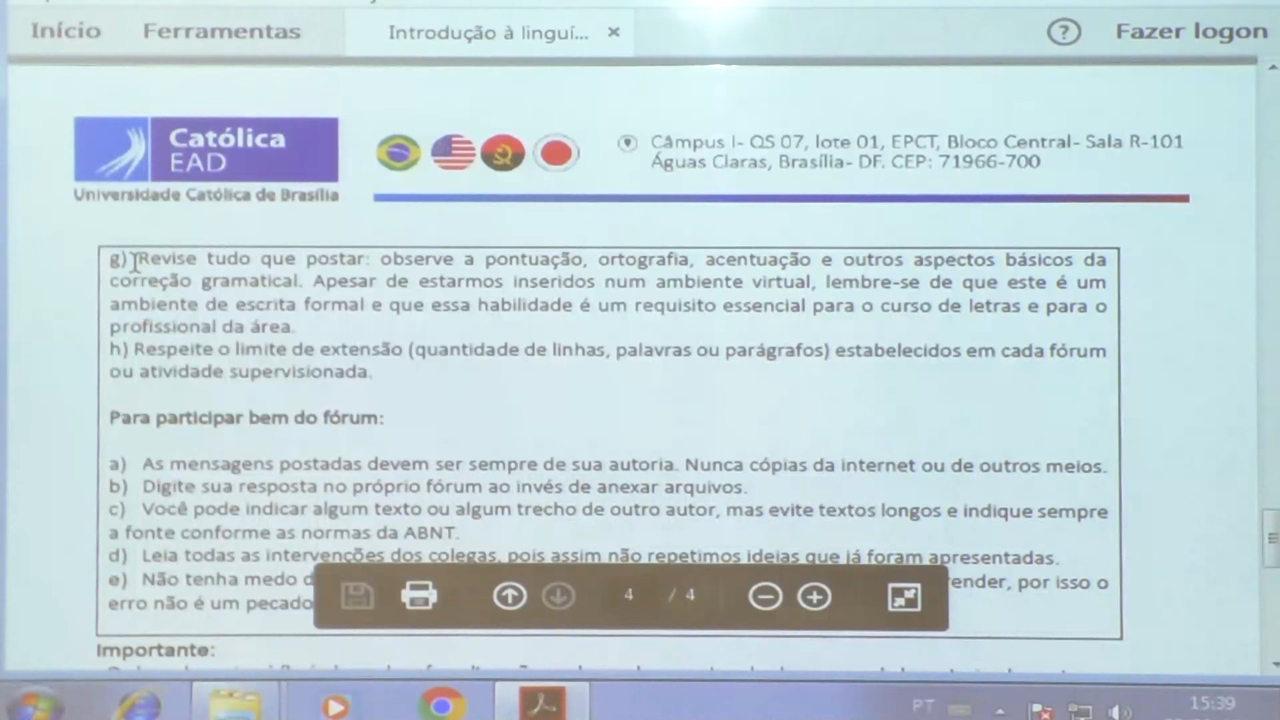 Início Ferramentas Introdução à linguí... × ? Fazer logon
Católica
EAD
Universidade Católica de Brasília
Câmpus I- QS 07, lote 01, EPCT, Bloco Central- Sala R-101
Águas Claras, Brasília- DF. CEP: 71966-700
g) Revise tudo que postar: observe a pontuação, ortografia, acentuação e outros aspectos básicos da
correção gramatical. Apesar de estarmos inseridos num ambiente virtual, lembre-se de que este é um
ambiente de escrita formal e que essa habilidade é um requisito essencial para o curso de letras e para o
profissional da área.
h) Respeite o limite de extensão (quantidade de linhas, palavras ou parágrafos) estabelecidos em cada fórum
ou atividade supervisionada.
Para participar bem do fórum:
a) As mensagens postadas devem ser sempre de sua autoria. Nunca cópias da internet ou de outros meios.
b) Digite sua resposta no próprio fórum ao invés de anexar arquivos.
c) Você pode indicar algum texto ou algum trecho de outro autor, mas evite textos longos e indique sempre
a fonte conforme as normas da ABNT.
d) Leia todas as intervenções dos colegas, pois assim não repetimos ideias que já foram apresentadas.
e) Não tenha medo d ender, por isso o
erro não é um pecado
4 / 4
Importante:
PT 15:39